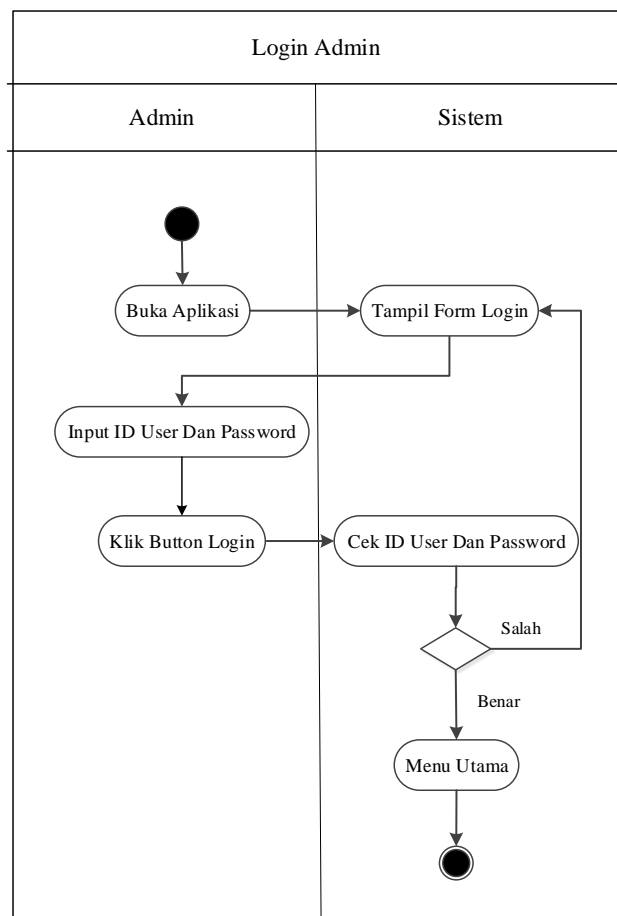 Login Admin
Admin
Sistem
Buka Aplikasi
Tampil Form Login
Input ID User Dan Password
Klik Button Login
Cek ID User Dan Password
Salah
Benar
Menu Utama